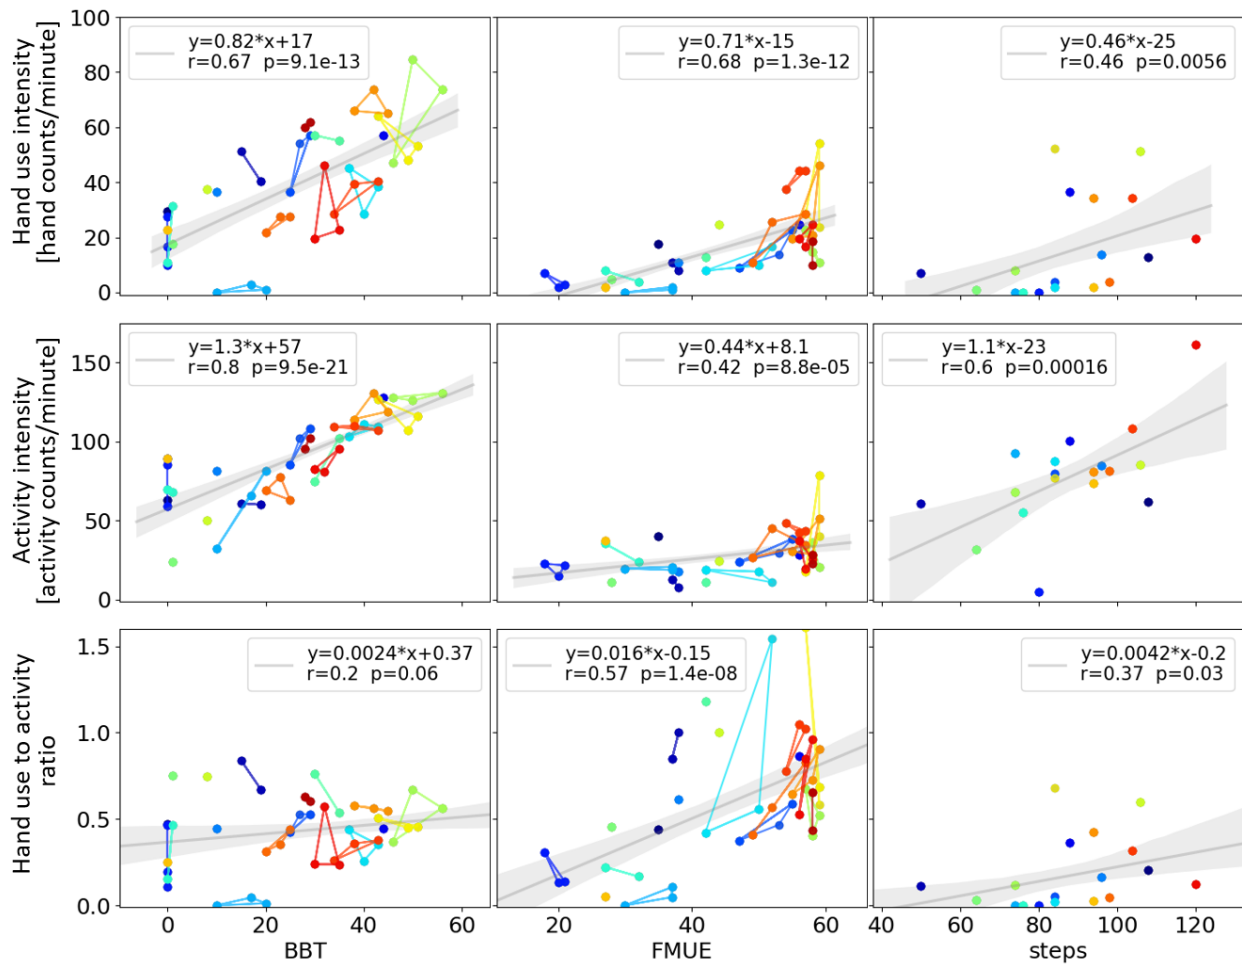 Hand use intensity
[hand counts/minute]
100
80
60
40
20
0
y=0.82*x+17
r=0.67 p=9.1e-13
y=0.71*x-15
r=0.68 p=1.3e-12
y=0.46*x-25
r=0.46 p=0.0056
Activity intensity
[activity counts/minute]
150
100
50
0
y=1.3*x+57
r=0.8 p=9.5e-21
y=0.44*x+8.1
r=0.42 p=8.8e-05
y=1.1*x-23
r=0.6 p=0.00016
Hand use to activity
ratio
1.5
1.0
0.5
0.0
y=0.0024*x+0.37
r=0.2 p=0.06
y=0.016*x-0.15
r=0.57 p=1.4e-08
y=0.0042*x-0.2
r=0.37 p=0.03
0 20 40 60
20 40 60
40 60 80 100 120
BBT
FMUE
steps